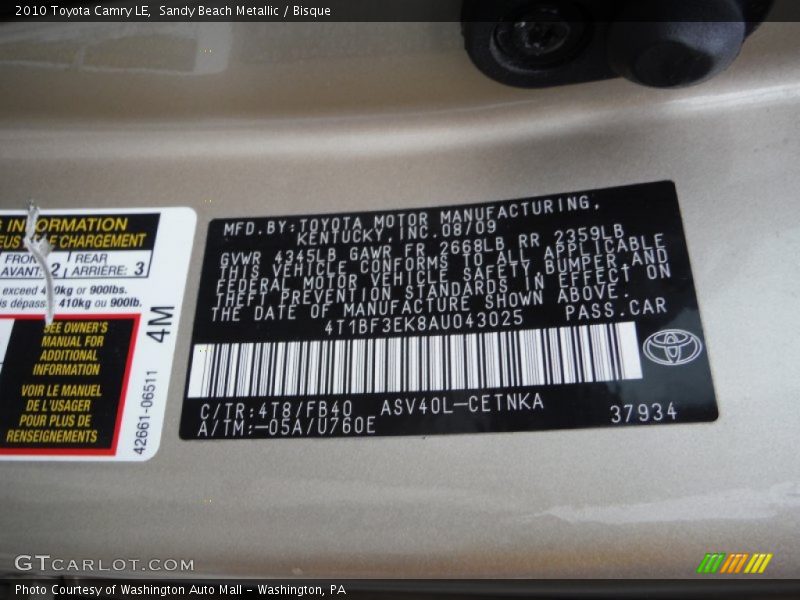 2010 Toyota Camry LE,  Sandy Beach Metallic / Bisque
INFORMATION
CHARGEMENT
FRON
AVANT: 2
REAR
ARRIÈRE: 3
exceed kg or 900lbs.
is dépass 410kg ou 900lb.
SEE OWNER'S
MANUAL FOR
ADDITIONAL
INFORMATION
VOIR LE MANUEL
DE L'USAGER
POUR PLUS DE
RENSEIGNEMENTS
4M
42661-06511
MFD.BY:TOYOTA MOTOR MANUFACTURING,
KENTUCKY,INC.08/09
GVWR 4345LB GAWR FR 2668LB RR 2359LB
THIS VEHICLE CONFORMS TO ALL APPLICABLE
FEDERAL MOTOR VEHICLE SAFETY,BUMPER,AND
THEFT PREVENTION STANDARDS IN EFFECT ON
THE DATE OF MANUFACTURE SHOWN ABOVE.
4T1BF3EK8AU043025 PASS.CAR
C/TR:4T8/FB40 ASV40L-CETNKA
A/TM:-05A/U760E 37934
GTCARLOT.COM
Photo Courtesy of Washington Auto Mall - Washington, PA